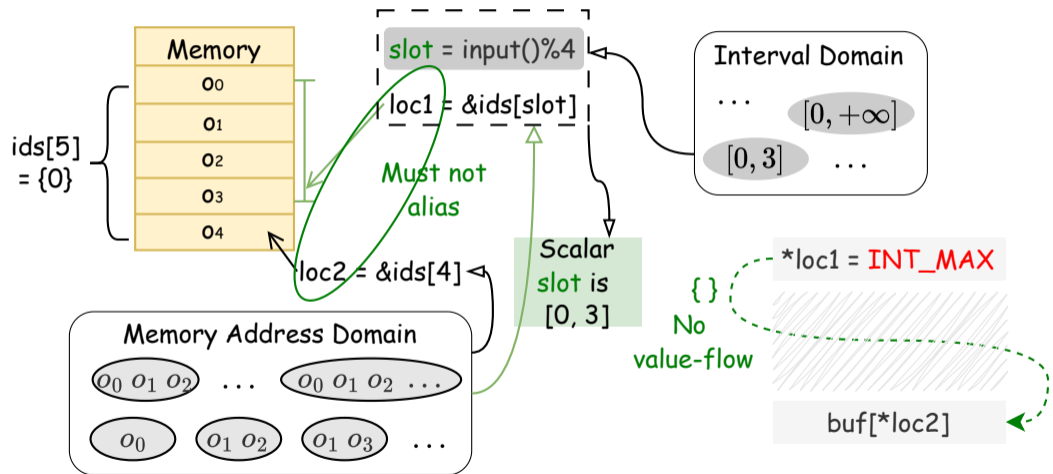 Memory
o0
o1
o2
o3
o4
ids[5]
= {0}
slot = input()%4
loc1 = &ids[slot]
Must not
alias
loc2 = &ids[4]
Interval Domain
...
[0, +∞]
[0, 3]
...
Scalar
slot is
[0, 3]
*loc1 = INT_MAX
{ }
No
value-flow
buf[*loc2]
Memory Address Domain
o0 o1 o2 ... o0 o1 o2 ...
o0 o1 o2 o1 o3 ...